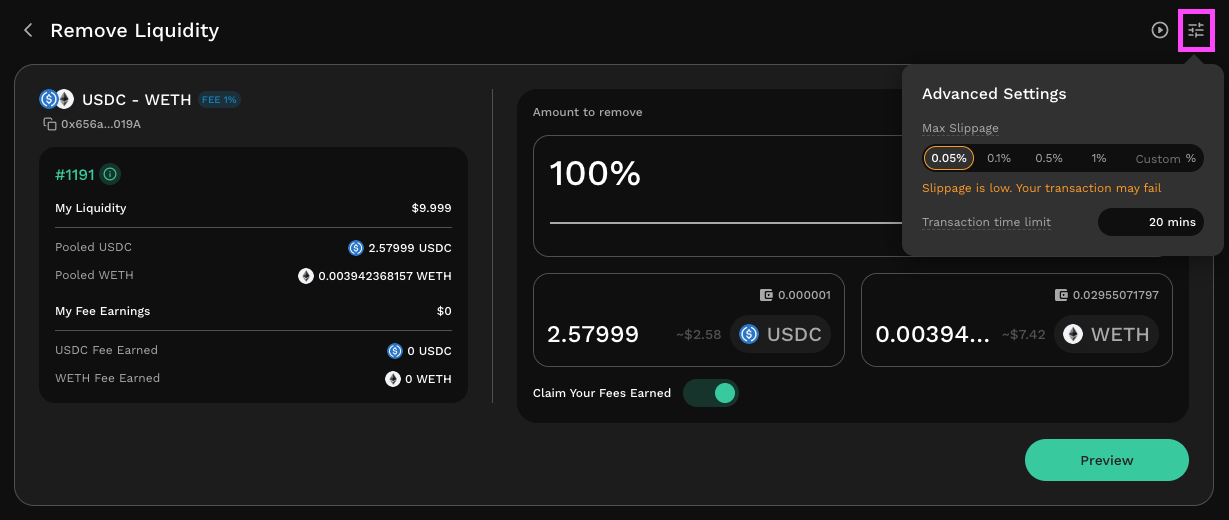 Remove Liquidity
USDC - WETH FEE 1%
0x656a...019A
#1191
My Liquidity $9.999
Pooled USDC 2.57999 USDC
Pooled WETH 0.003942368157 WETH
My Fee Earnings $0
USDC Fee Earned 0 USDC
WETH Fee Earned 0 WETH
Amount to remove
100%
0.000001
2.57999 ~$2.58 USDC
0.02955071797
0.00394... ~$7.42 WETH
Claim Your Fees Earned
Preview
Advanced Settings
Max Slippage
0.05% 0.1% 0.5% 1% Custom %
Slippage is low. Your transaction may fail
Transaction time limit 20 mins